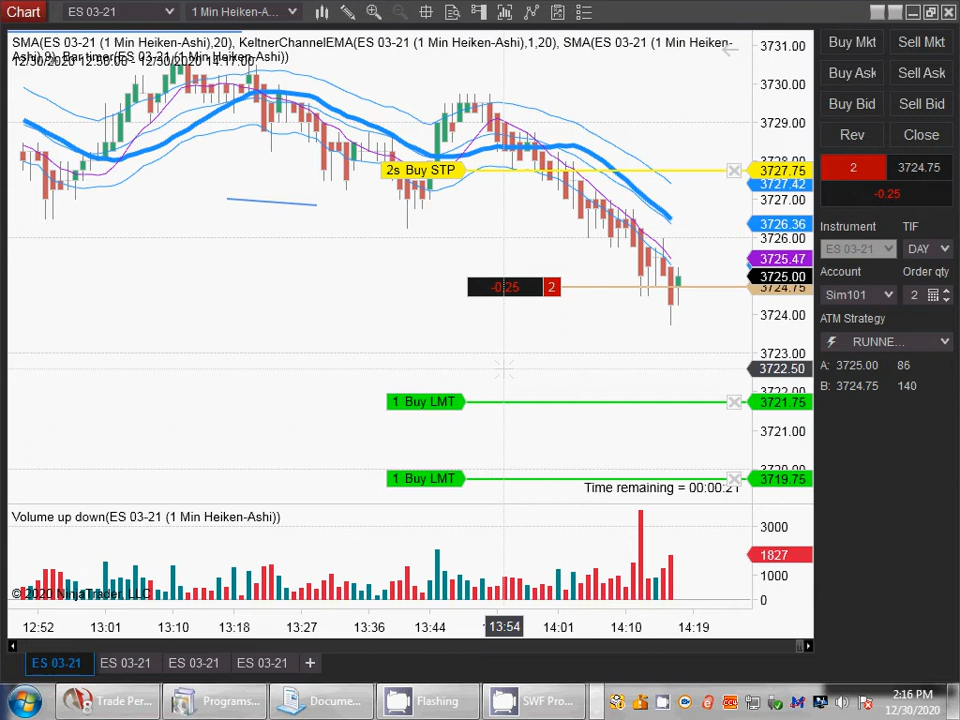 Chart
ES 03-21
1 Min Heiken-A...
SMA(ES 03-21 (1 Min Heiken-Ashi),20), KeltnerChannelEMA(ES 03-21 (1 Min Heiken-Ashi),1,20), SMA(ES 03-21 (1 Min Heiken-
Ashi),9), Bar timer(ES 03-21 (1 Min Heiken-Ashi))
12/30/2020 12:50:00 - 12/30/2020 14:17:00
3731.00
3730.00
3729.00
3728.00
2s Buy STP
3727.75
3727.42
3727.00
3726.36
3726.00
3725.47
3725.00
-0.25 2
3724.75
3724.00
3723.00
3722.50
3722.00
1 Buy LMT
3721.75
3721.00
3720.00
1 Buy LMT
3719.75
Time remaining = 00:00:21
Volume up down(ES 03-21 (1 Min Heiken-Ashi))
3000
1827
1000
0
© 2020 NinjaTrader, LLC
12:52 13:01 13:10 13:18 13:27 13:36 13:44 13:54 14:01 14:10 14:19
ES 03-21 ES 03-21 ES 03-21 ES 03-21 +
Buy Mkt Sell Mkt
Buy Ask Sell Ask
Buy Bid Sell Bid
Rev Close
2 3724.75
-0.25
Instrument TIF
ES 03-21 DAY
Account Order qty
Sim101 2
ATM Strategy
RUNNE...
A: 3725.00 86
B: 3724.75 140
Trade Per... Programs... Docume... Flashing SWF Pro...
2:16 PM
12/30/2020